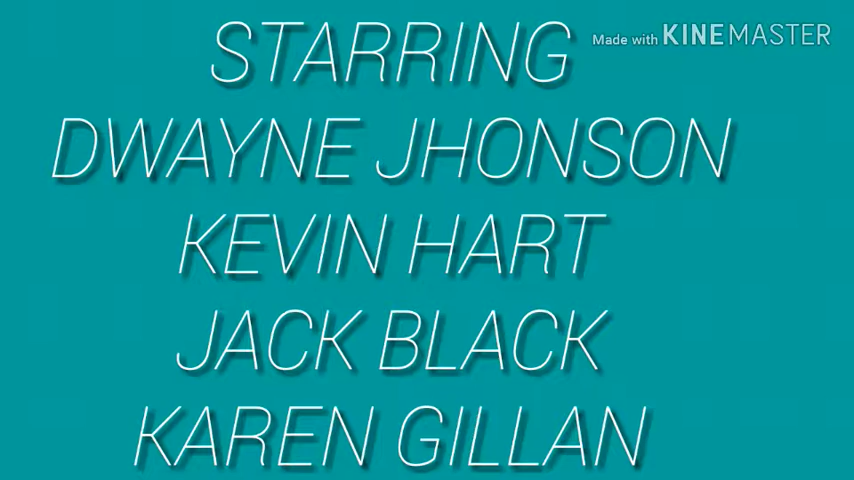 STARRING
Made with KINEMASTER
DWAYNE JHONSON
KEVIN HART
JACK BLACK
KAREN GILLAN